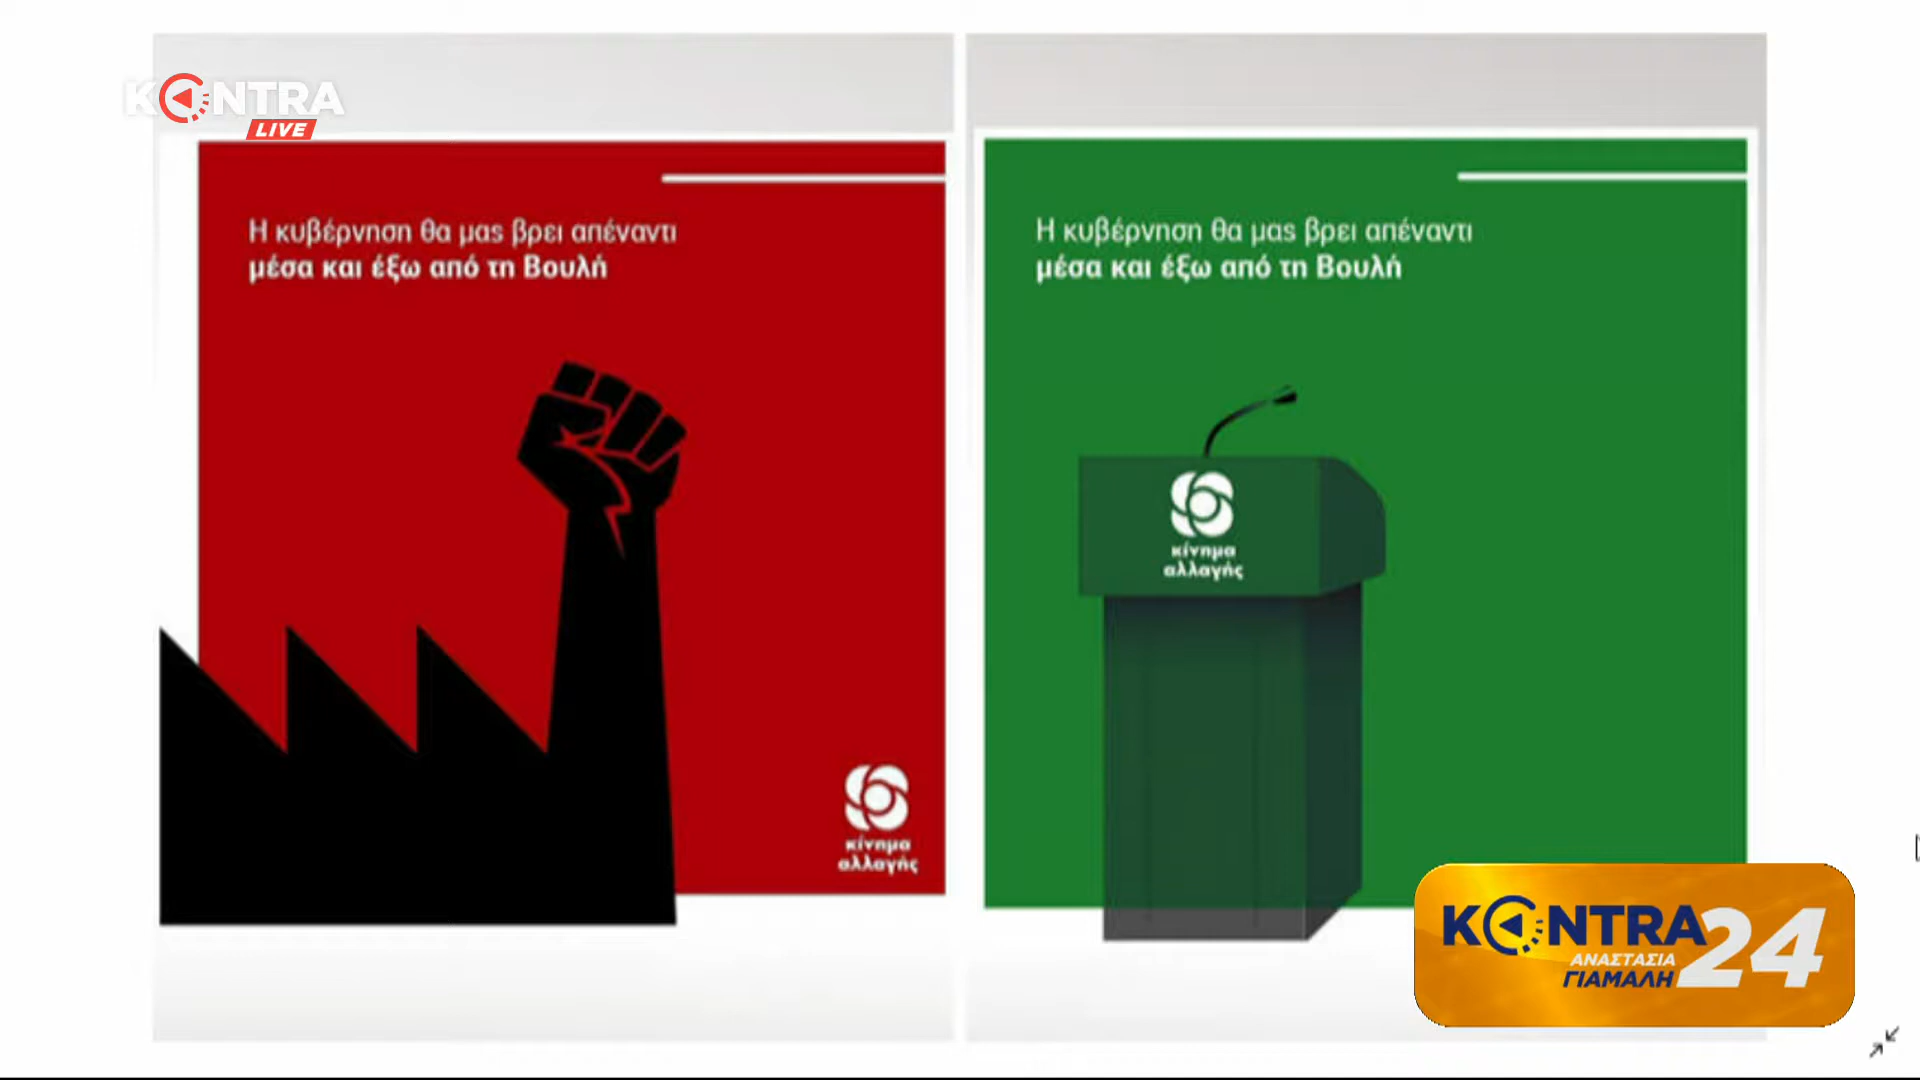 KONTRA
LIVE
Η κυβέρνηση θα μας βρει απέναντι
μέσα και έξω από τη Βουλή
κίνημα
αλλαγής
Η κυβέρνηση θα μας βρει απέναντι
μέσα και έξω από τη Βουλή
κίνημα
αλλαγής
KONTRA 24
ΑΝΑΣΤΑΣΙΑ
ΓΙΑΜΑΛΗ